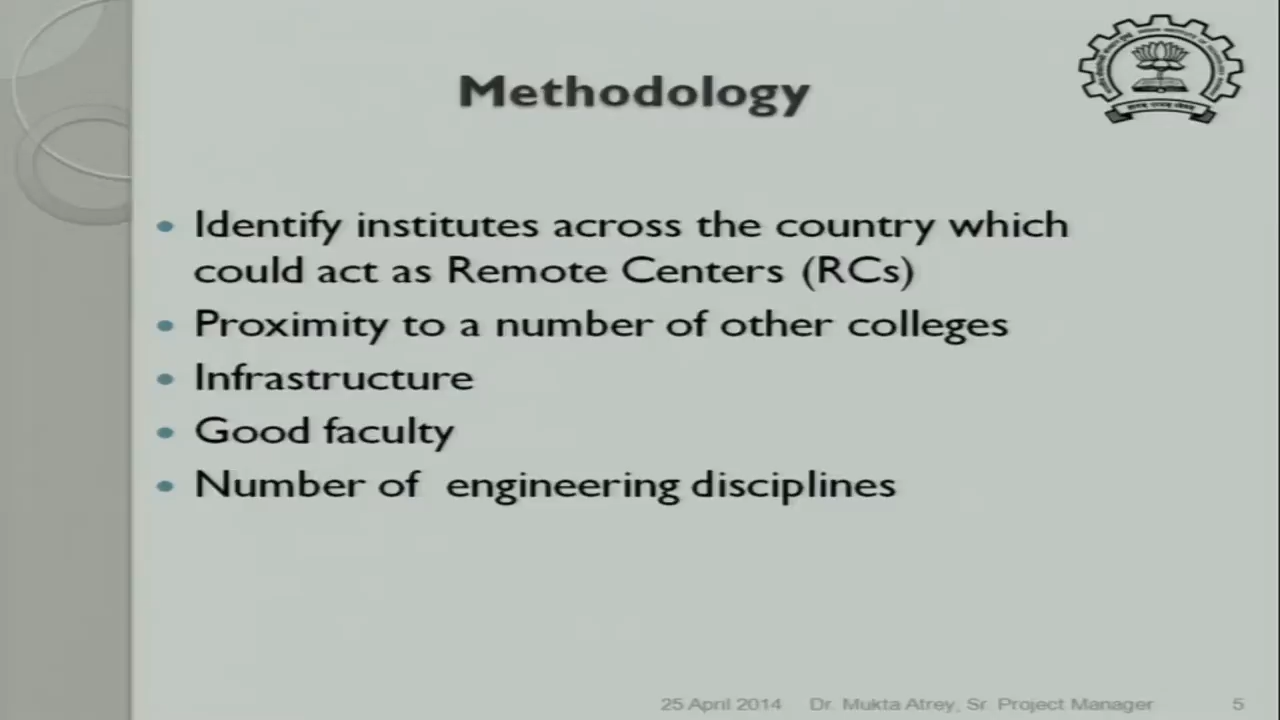 Methodology
Identify institutes across the country which
could act as Remote Centers (RCs)
Proximity to a number of other colleges
Infrastructure
Good faculty
Number of engineering disciplines
25 April 2014 Dr. Mukta Atrey, Sr. Project Manager 5